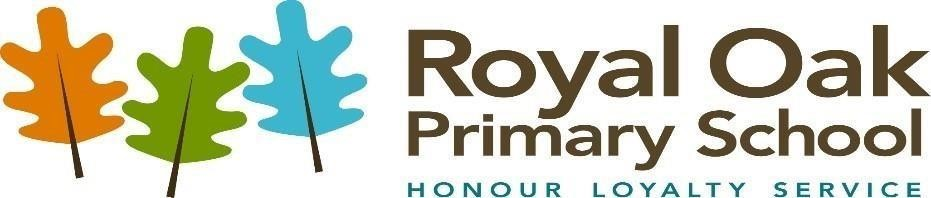 Royal Oak
Primary School
HONOUR LOYALTY SERVICE